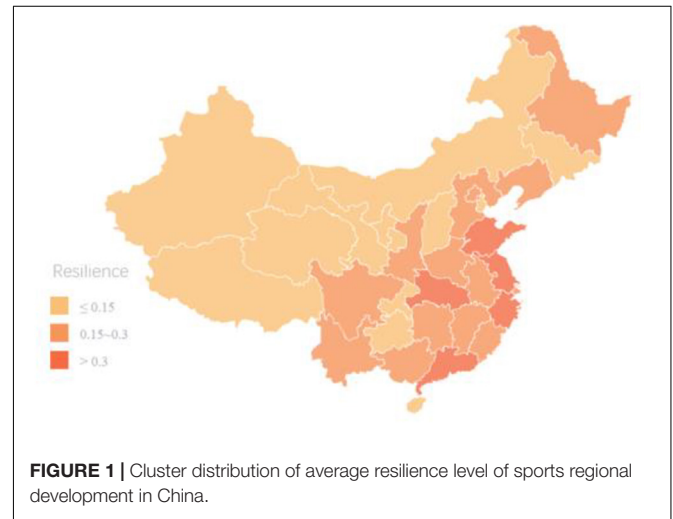 Resilience
≤ 0.15
0.15~0.3
> 0.3
FIGURE 1 | Cluster distribution of average resilience level of sports regional
development in China.